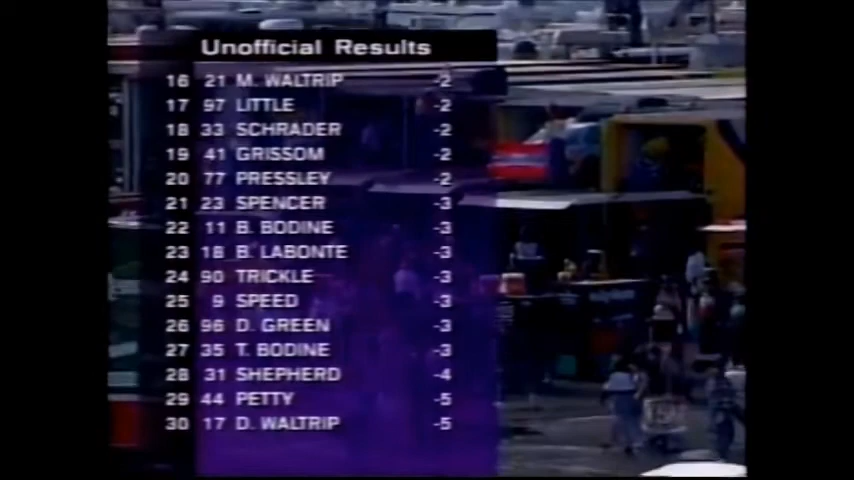 Unofficial Results
16 21 M. WALTRIP -2
17 97 LITTLE -2
18 33 SCHRADER -2
19 41 GRISSOM -2
20 77 PRESSLEY -2
21 23 SPENCER -3
22 11 B. BODINE -3
23 18 B. LABONTE -3
24 90 TRICKLE -3
25 9 SPEED -3
26 96 D. GREEN -3
27 35 T. BODINE -3
28 31 SHEPHERD -4
29 44 PETTY -5
30 17 D. WALTRIP -5